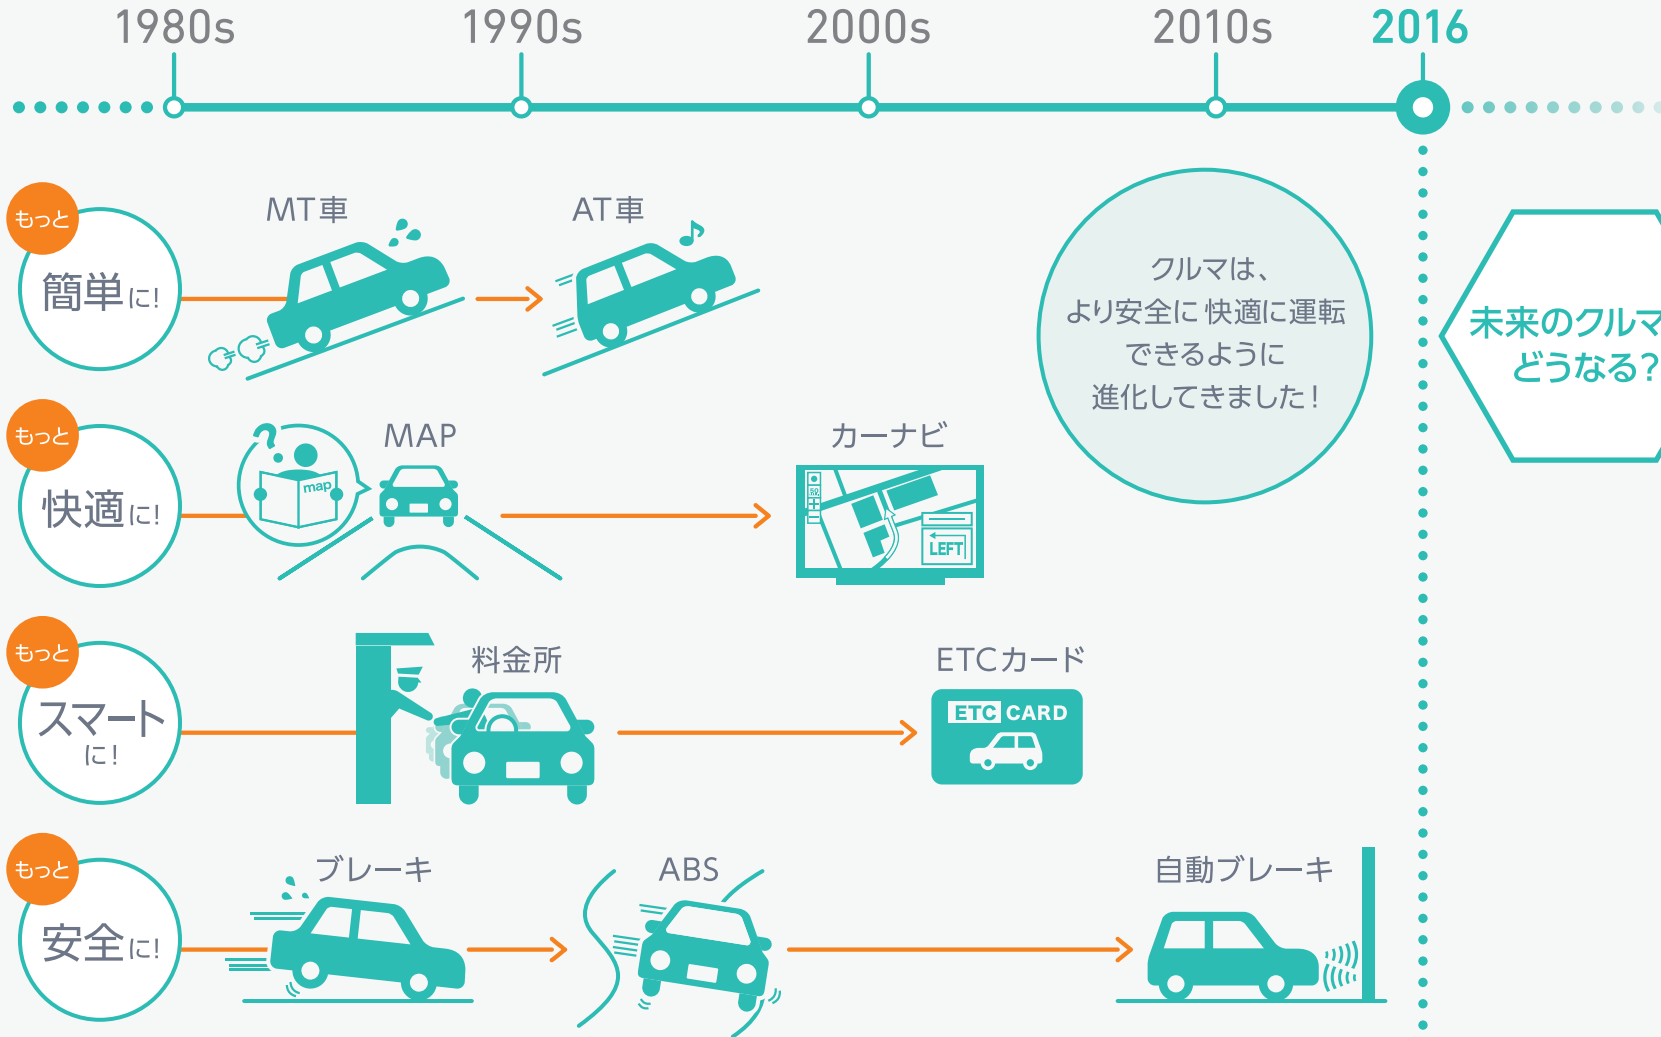 1980s
1990s
2000s
2010s
2016
もっと
簡単に!
MT車
AT車
クルマは、
より安全に 快適に運転
できるように
進化してきました!
未来のクルマ
どうなる?
もっと
快適に!
?
map
MAP
カーナビ
LEFT
もっと
スマート
に!
料金所
ETCカード
ETC CARD
もっと
安全に!
ブレーキ
ABS
自動ブレーキ